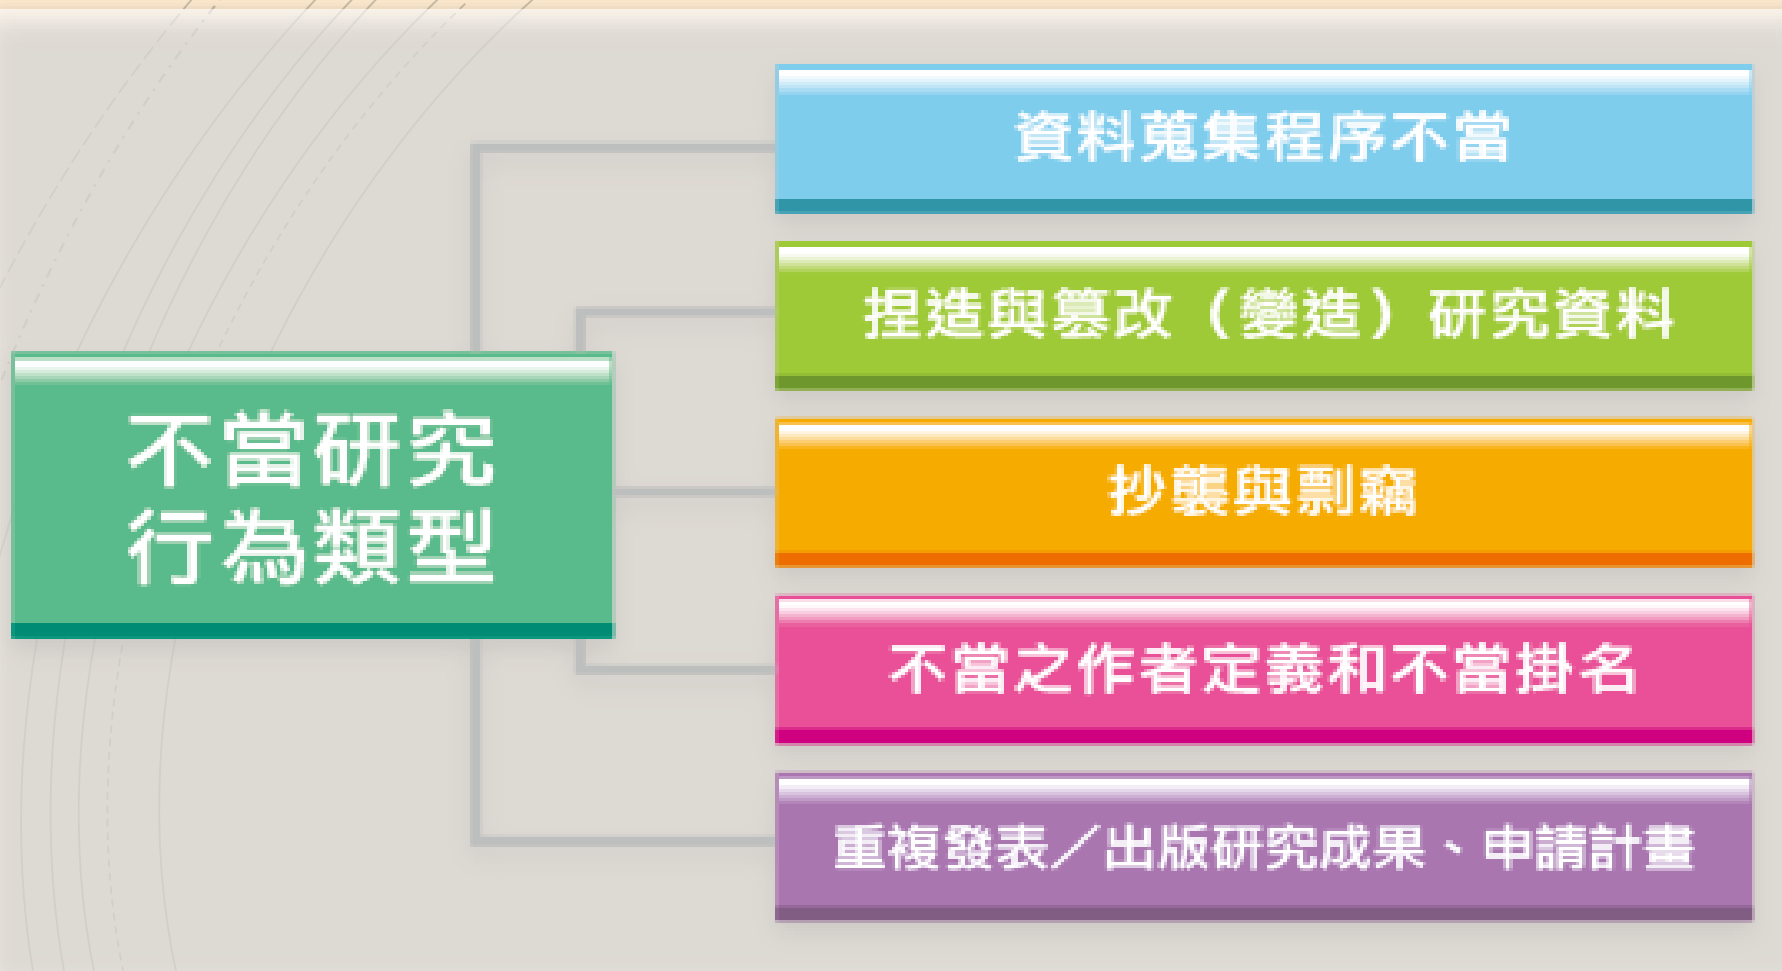 不當研究
行為類型
資料蒐集程序不當
捏造與篡改（變造）研究資料
抄襲與剽竊
不當之作者定義和不當掛名
重複發表／出版研究成果、申請計畫